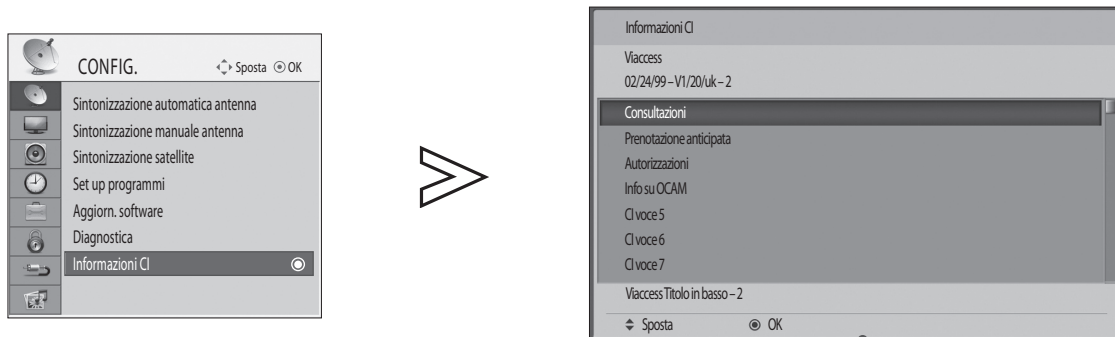 CONFIG. Sposta OK
Sintonizzazione automatica antenna
Sintonizzazione manuale antenna
Sintonizzazione satellite
Set up programmi
Aggiorn. software
Diagnostica
Informazioni CI
Informazioni CI
Viaccess
02/24/99 – V1/20/uk – 2
Consultazioni
Prenotazione anticipata
Autorizzazioni
Info su OCAM
CI voce 5
CI voce 6
CI voce 7
Viaccess Titolo in basso – 2
Sposta OK